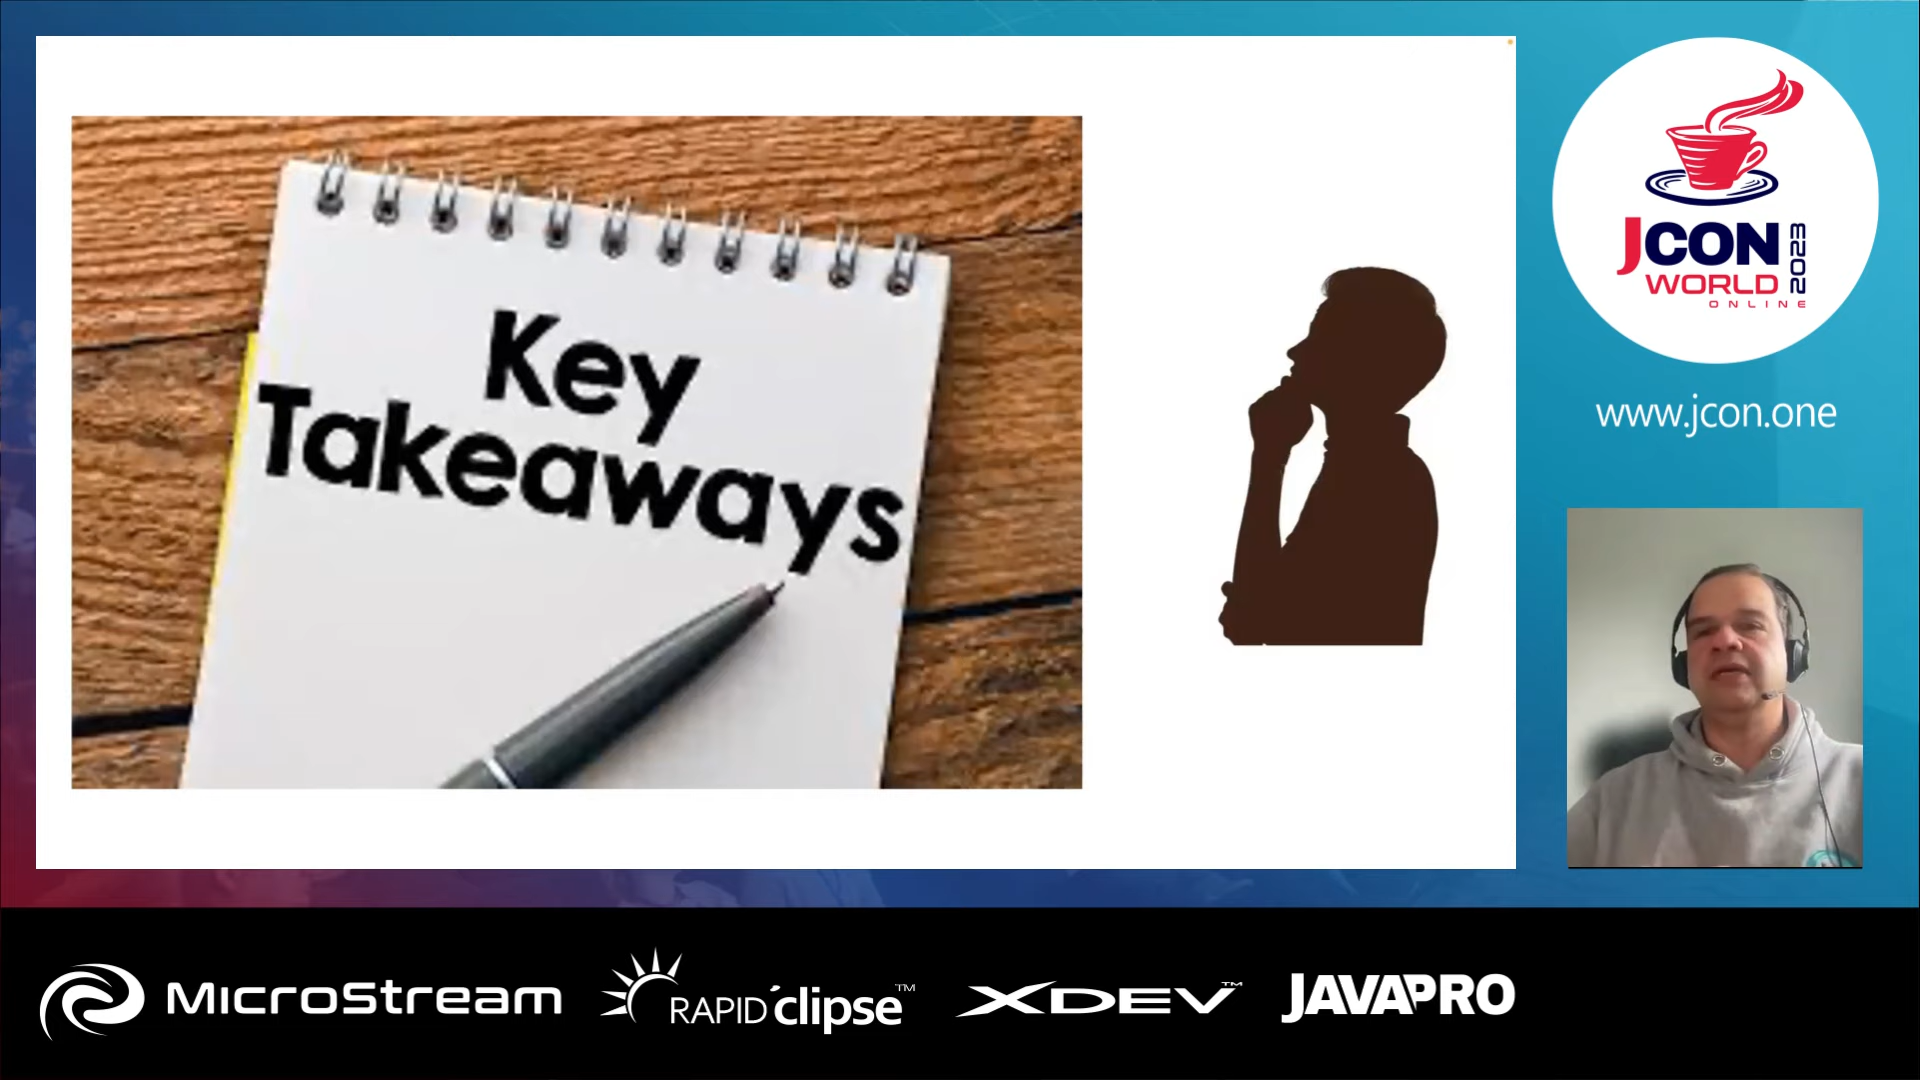 Key
Takeaways
JCON
WORLD
2023
ONLINE
www.jcon.one
MICROSTREAM
RAPID'clipse™
XDEV™
JAVAPRO